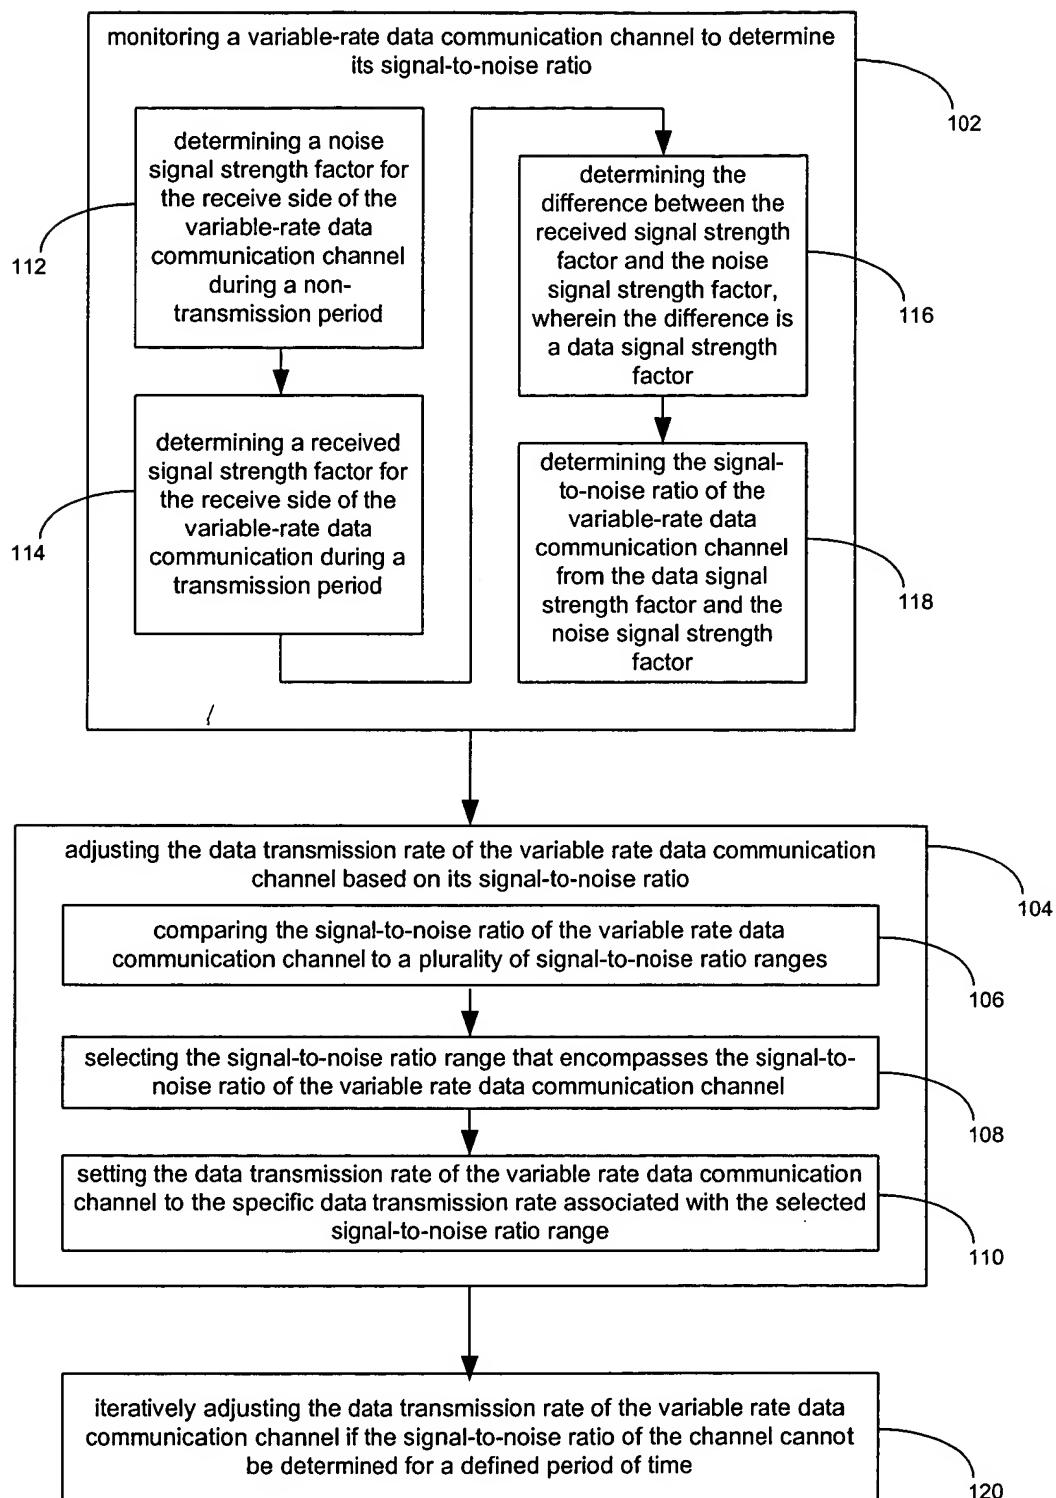 monitoring a variable-rate data communication channel to determine
its signal-to-noise ratio
102
determining a noise
signal strength factor for
the receive side of the
variable-rate data
communication channel
during a non-
transmission period
112
determining a received
signal strength factor for
the receive side of the
variable-rate data
communication during a
transmission period
114
determining the
difference between the
received signal strength
factor and the noise
signal strength factor,
wherein the difference is
a data signal strength
factor
116
determining the signal-
to-noise ratio of the
variable-rate data
communication channel
from the data signal
strength factor and the
noise signal strength
factor
118
adjusting the data transmission rate of the variable rate data communication
channel based on its signal-to-noise ratio
104
comparing the signal-to-noise ratio of the variable rate data
communication channel to a plurality of signal-to-noise ratio ranges
106
selecting the signal-to-noise ratio range that encompasses the signal-to-
noise ratio of the variable rate data communication channel
108
setting the data transmission rate of the variable rate data communication
channel to the specific data transmission rate associated with the selected
signal-to-noise ratio range
110
iteratively adjusting the data transmission rate of the variable rate data
communication channel if the signal-to-noise ratio of the channel cannot
be determined for a defined period of time
120